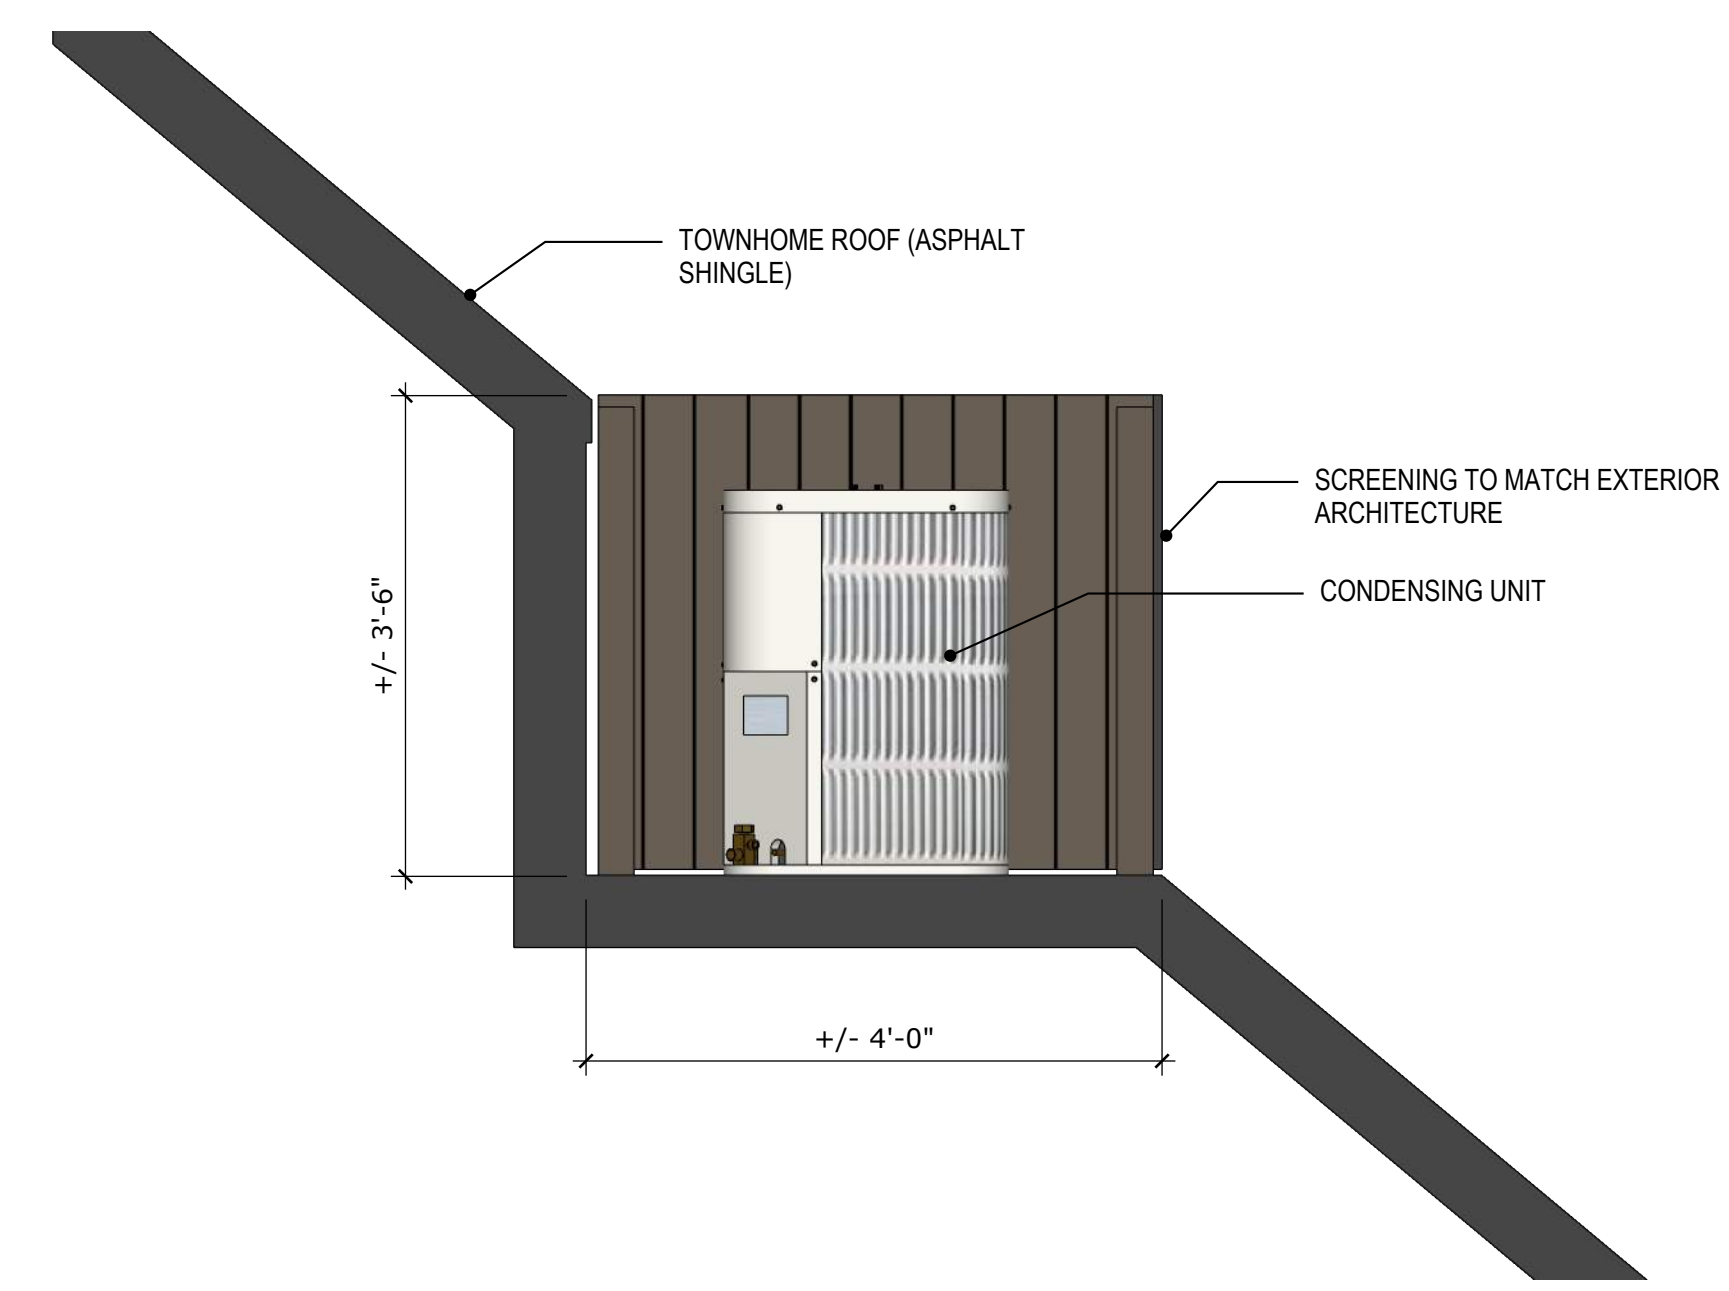 TOWNHOME ROOF (ASPHALT
SHINGLE)
SCREENING TO MATCH EXTERIOR
ARCHITECTURE
CONDENSING UNIT
+/- 3'-6"
+/- 4'-0"